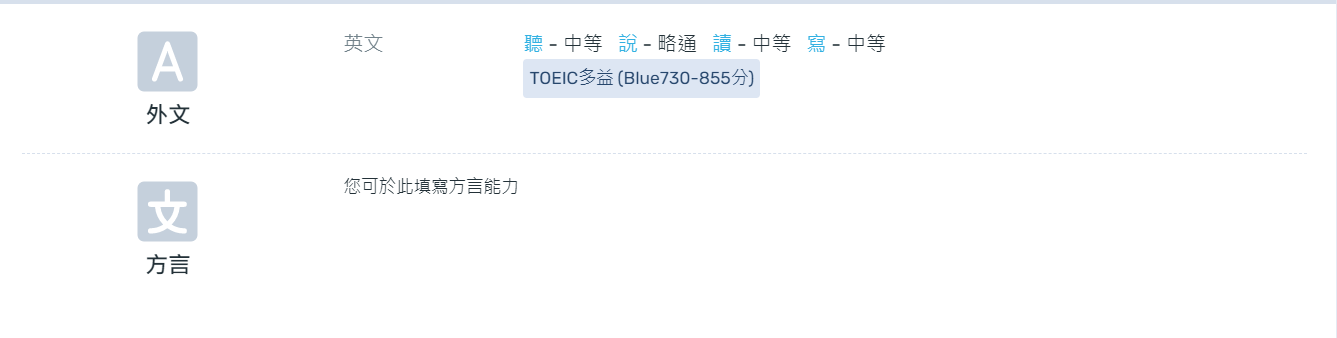 A
外文
英文
聽 - 中等 說 - 略通 讀 - 中等 寫 - 中等
TOEIC多益 (Blue730-855分)
文
方言
您可於此填寫方言能力